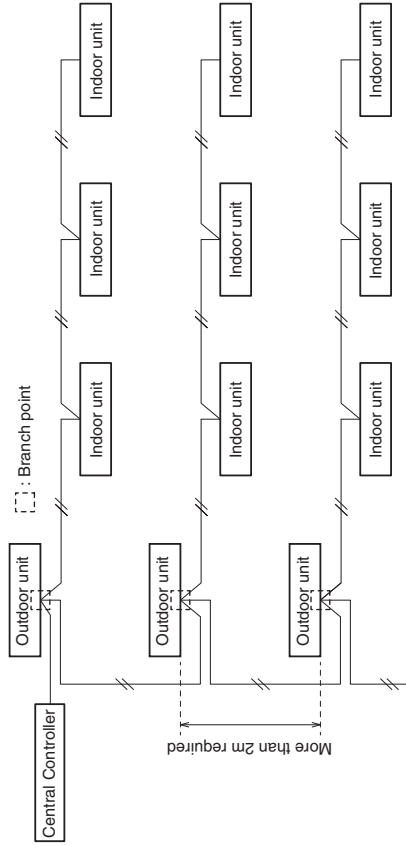 Central Controller
Outdoor unit
: Branch point
Indoor unit
Indoor unit
Indoor unit
Outdoor unit
Indoor unit
Indoor unit
Indoor unit
More than 2m required
Outdoor unit
Indoor unit
Indoor unit
Indoor unit